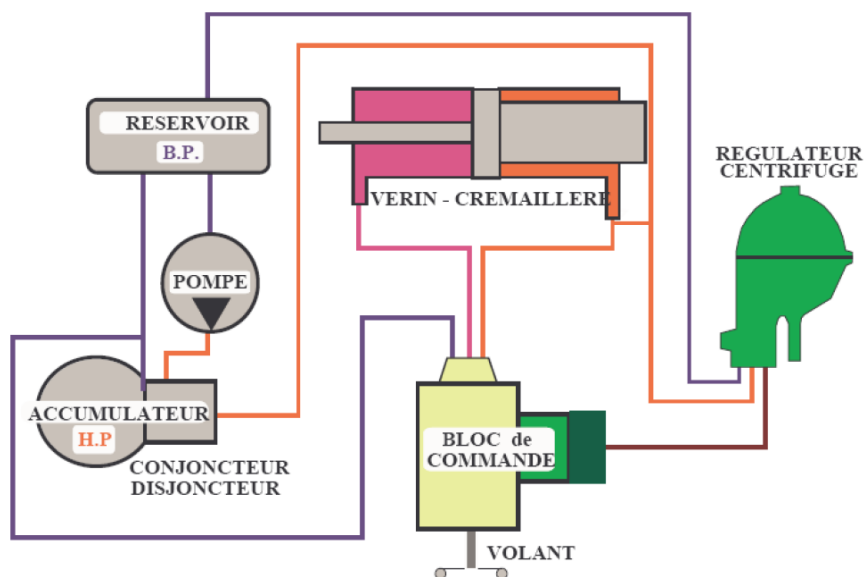 RESERVOIR
B.P.
VERIN - CREMAILLERE
REGULATEUR
CENTRIFUGE
POMPE
ACCUMULATEUR
H.P
CONJONCTEUR
DISJONCTEUR
BLOC de
COMMANDE
VOLANT